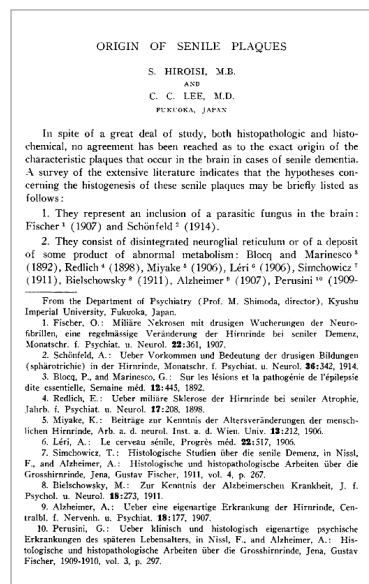 ORIGIN OF SENILE PLAQUES
S. HIROISI, M.B.
AND
C. C. LEE, M.D.
FUKUOKA, JAPAN
In spite of a great deal of study, both histopathologic and histo-
chemical, no agreement has been reached as to the exact origin of the
characteristic plaques that occur in the brain in cases of senile dementia.
A survey of the extensive literature indicates that the hypotheses con-
cerning the histogenesis of these senile plaques may be briefly listed as
follows:
1. They represent an inclusion of a parasitic fungus in the brain:
Fischer ¹ (1907) and Schönfeld ² (1914).
2. They consist of disintegrated neuroglial reticulum or of a deposit
of some product of abnormal metabolism: Blocq and Marinesco ³
(1892), Redlich ⁴ (1898), Miyake ⁵ (1906), Léri ⁶ (1906), Simchowicz ⁷
(1911), Bielschowsky ⁸ (1911), Alzheimer ⁹ (1907), Perusini ¹⁰ (1909-
From the Department of Psychiatry (Prof. M. Shimoda, director), Kyushu
Imperial University, Fukuoka, Japan.
1. Fischer, O.: Miliäre Nekrosen mit drusigen Wucherungen der Neuro-
fibrillen, eine regelmässige Veränderung der Hirnrinde bei seniler Demenz,
Monatschr. f. Psychiat. u. Neurol. 22:361, 1907.
2. Schönfeld, A.: Ueber Vorkommen und Bedeutung der drusigen Bildungen
(sphärotrichie) in der Hirnrinde, Monatschr. f. Psychiat. u. Neurol. 36:342, 1914.
3. Blocq, P., and Marinesco, G.: Sur les lésions et la pathogénie de l'épilepsie
dite essentielle, Semaine méd. 12:445, 1892.
4. Redlich, E.: Ueber miliare Sklerose der Hirnrinde bei seniler Atrophie,
Jahrb. f. Psychiat. u. Neurol. 17:208, 1898.
5. Miyake, K.: Beiträge zur Kenntnis der Altersveränderungen der mensch-
lichen Hirnrinde, Arb. a. d. neurol. Inst. a. d. Wien. Univ. 13:212, 1906.
6. Léri, A.: Le cerveau sénile, Progrès méd. 22:517, 1906.
7. Simchowicz, T.: Histologische Studien über die senile Demenz, in Nissl,
F., and Alzheimer, A.: Histologische und histopathologische Arbeiten über die
Grosshirnrinde, Jena, Gustav Fischer, 1911, vol. 4, p. 267.
8. Bielschowsky, M.: Zur Kenntnis der Alzheimerschen Krankheit, J. f.
Psychol. u. Neurol. 18:273, 1911.
9. Alzheimer, A.: Ueber eine eigenartige Erkrankung der Hirnrinde, Cen-
tralbl. f. Nervenh. u. Psychiat. 18:177, 1907.
10. Perusini, G.: Ueber klinisch und histologisch eigenartige psychische
Erkrankungen des späteren Lebensalters, in Nissl, F., and Alzheimer, A.: His-
tologische und histopathologische Arbeiten über die Grosshirnrinde, Jena, Gustav
Fischer, 1909-1910, vol. 3, p. 297.